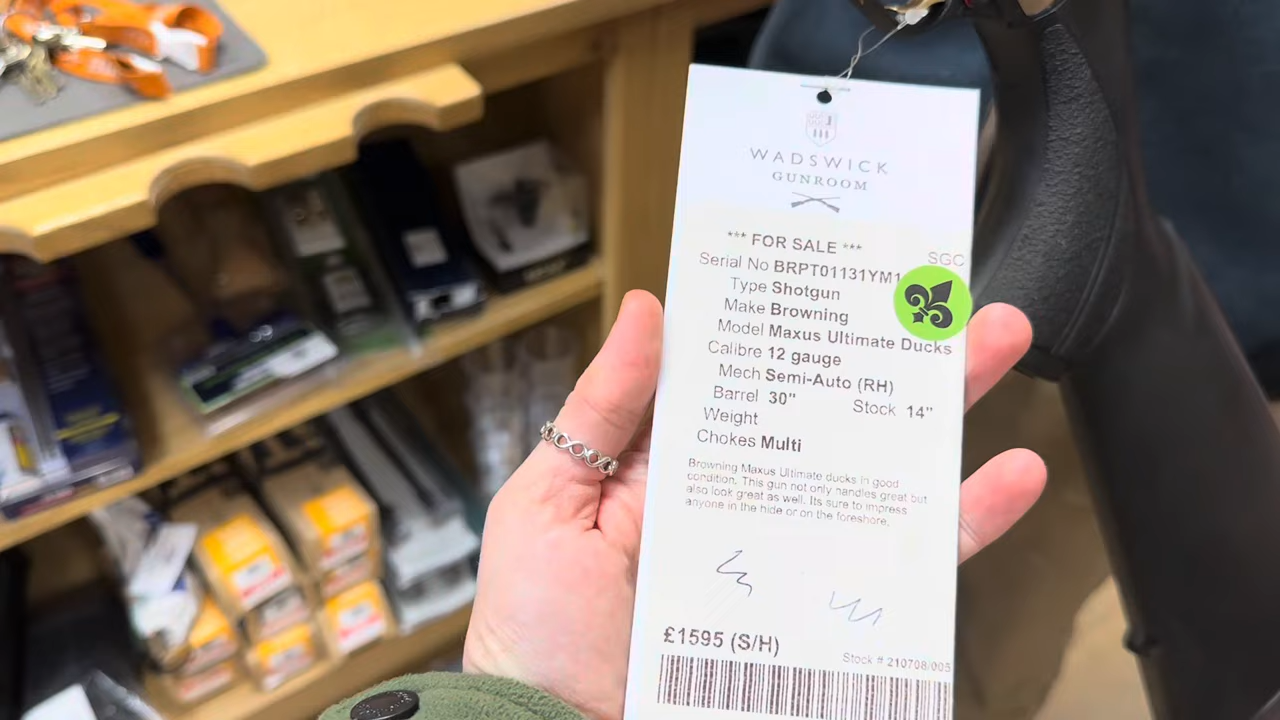 WADSWICK
GUNROOM
*** FOR SALE ***
SGC
Serial No BRPT01131YM1
Type Shotgun
Make Browning
Model Maxus Ultimate Ducks
Calibre 12 gauge
Mech Semi-Auto (RH)
Barrel 30" Stock 14"
Weight
Chokes Multi
Browning Maxus Ultimate ducks in good
condition. This gun not only handles great but
also look great as well. Its sure to impress
anyone in the hide or on the foreshore.
£1595 (S/H)
Stock # 210708/005